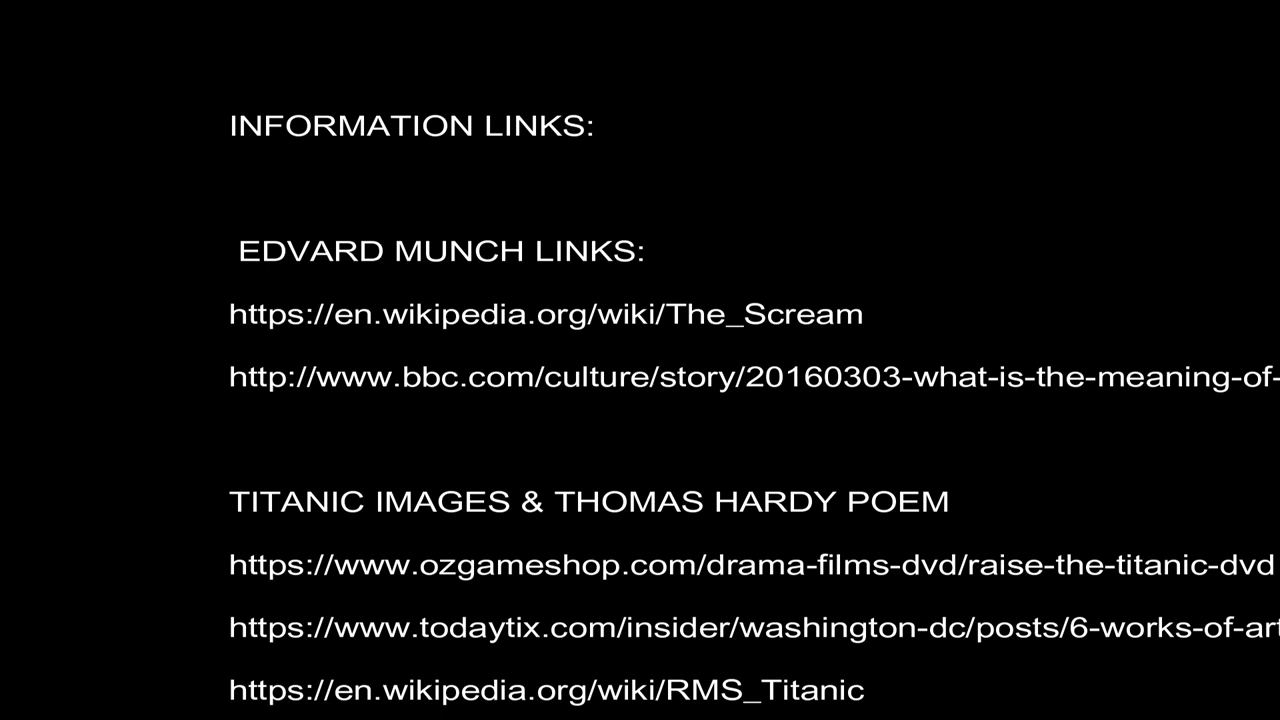 INFORMATION LINKS:
EDVARD MUNCH LINKS:
https://en.wikipedia.org/wiki/The_Scream
http://www.bbc.com/culture/story/20160303-what-is-the-meaning-of-
TITANIC IMAGES & THOMAS HARDY POEM
https://www.ozgameshop.com/drama-films-dvd/raise-the-titanic-dvd
https://www.todaytix.com/insider/washington-dc/posts/6-works-of-art
https://en.wikipedia.org/wiki/RMS_Titanic